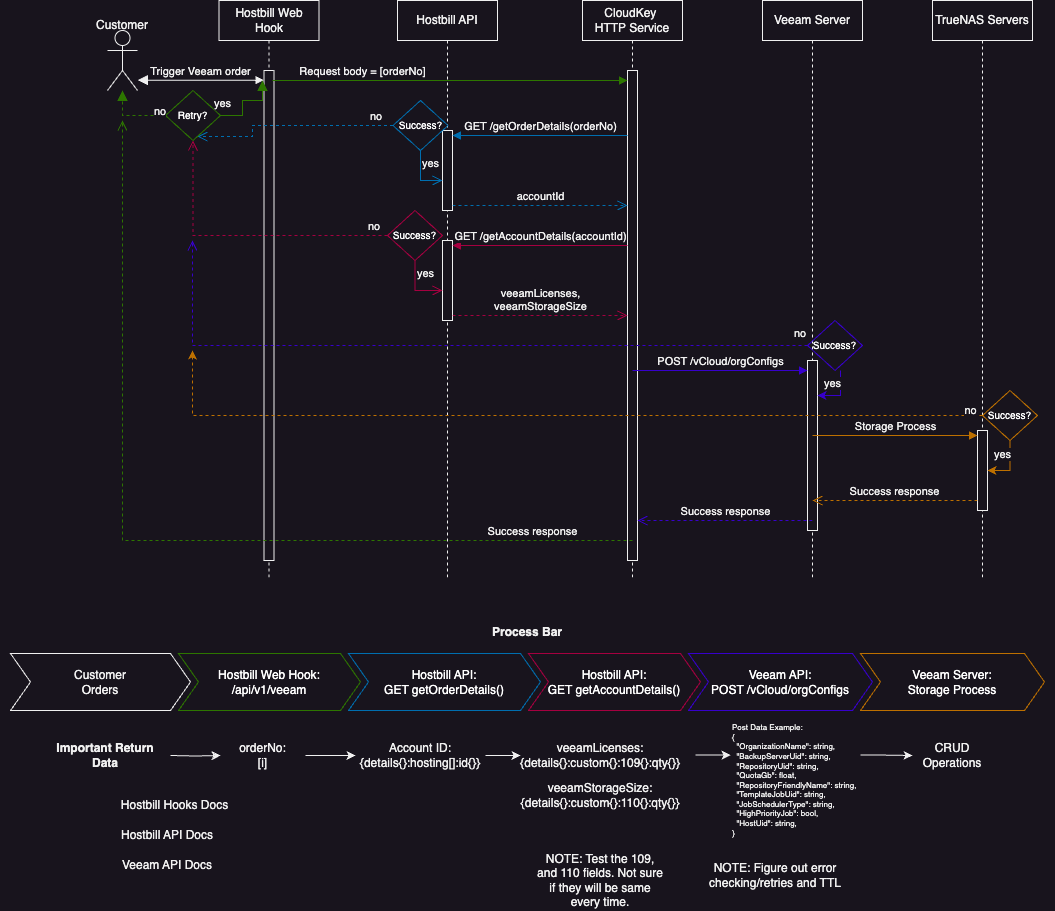 Customer
Hostbill Web
Hook
Hostbill API
CloudKey
HTTP Service
Veeam Server
TrueNAS Servers
Trigger Veeam order
Request body = [orderNo]
no
Retry?
yes
no
Success?
GET /getOrderDetails(orderNo)
yes
accountId
no
Success?
GET /getAccountDetails(accountId)
yes
veeamLicenses,
veeamStorageSize
no
Success?
POST /vCloud/orgConfigs
yes
no
Success?
Storage Process
yes
Success response
Success response
Success response
Process Bar
Customer
Orders
Hostbill Web Hook:
/api/v1/veeam
Hostbill API:
GET getOrderDetails()
Hostbill API:
GET getAccountDetails()
Veeam API:
POST /vCloud/orgConfigs
Veeam Server:
Storage Process
Important Return
Data
orderNo:
[i]
Account ID:
{details{}:hosting[]:id{}}
veeamLicenses:
{details{}:custom{}:109{}:qty{}}
veeamStorageSize:
{details{}:custom{}:110{}:qty{}}
Post Data Example:
{
"OrganizationName": string,
"BackupServerUid": string,
"RepositoryUid": string,
"QuotaGb": float,
"RepositoryFriendlyName": string,
"TemplateJobUid": string,
"JobSchedulerType": string,
"HighPriorityJob": bool,
"HostUid": string,
}
CRUD
Operations
Hostbill Hooks Docs
Hostbill API Docs
Veeam API Docs
NOTE: Test the 109,
and 110 fields. Not sure
if they will be same
every time.
NOTE: Figure out error
checking/retries and TTL